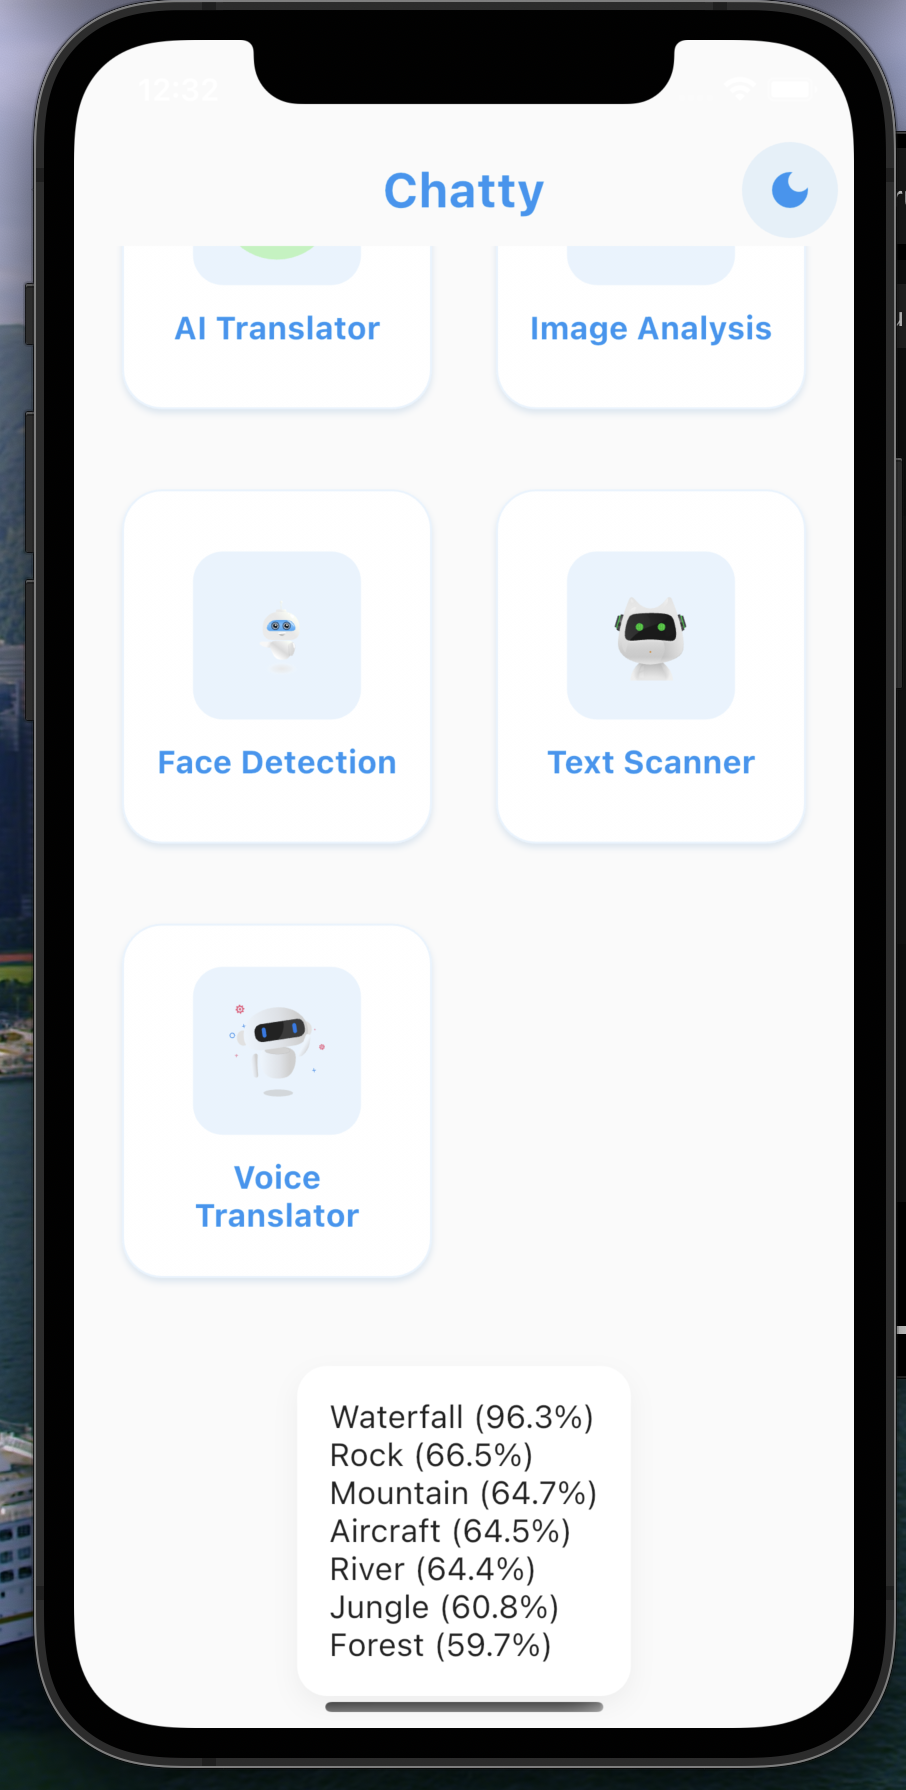 12:32
Chatty
AI Translator
Image Analysis
Face Detection
Text Scanner
Voice
Translator
Waterfall (96.3%)
Rock (66.5%)
Mountain (64.7%)
Aircraft (64.5%)
River (64.4%)
Jungle (60.8%)
Forest (59.7%)